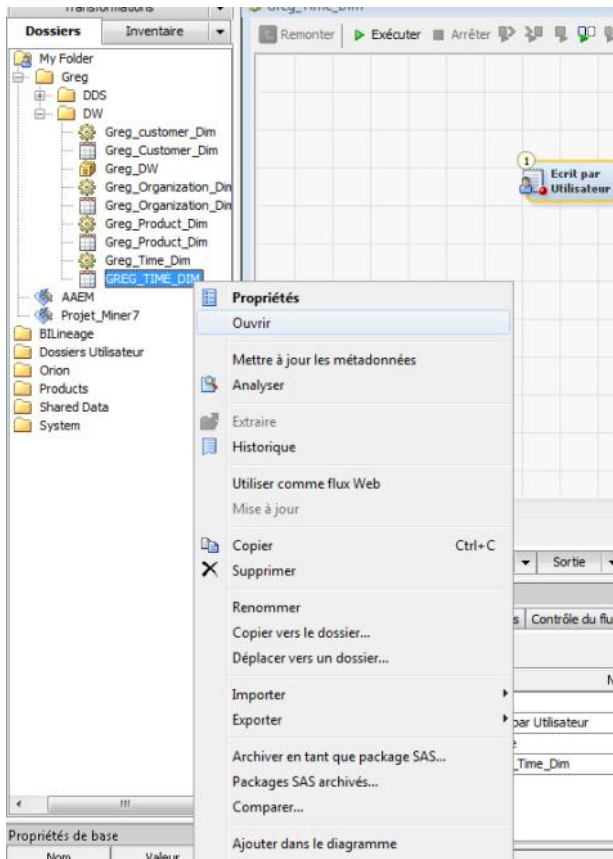 Transformations
Greg_Time_Dim
Dossiers
Inventaire
Remonter
Exécuter
Arrêter
My Folder
Greg
DDS
DW
Greg_customer_Dim
Greg_Customer_Dim
Greg_DW
Greg_Organization_Dim
Greg_Organization_Dim
Greg_Product_Dim
Greg_Product_Dim
Greg_Time_Dim
GREG_TIME_DIM
AAEM
Projet_Miner7
BILineage
Dossiers Utilisateur
Orion
Products
Shared Data
System
1
Ecrit par
Utilisateur
Propriétés
Ouvrir
Mettre à jour les métadonnées
Analyser
Extraire
Historique
Utiliser comme flux Web
Mise à jour
Copier Ctrl+C
Supprimer
Renommer
Copier vers le dossier...
Déplacer vers un dossier...
Importer
Exporter
Archiver en tant que package SAS...
Packages SAS archivés...
Comparer...
Ajouter dans le diagramme
Sortie
s Contrôle du flu
N
par Utilisateur
_Time_Dim
Propriétés de base
Nom Valeur